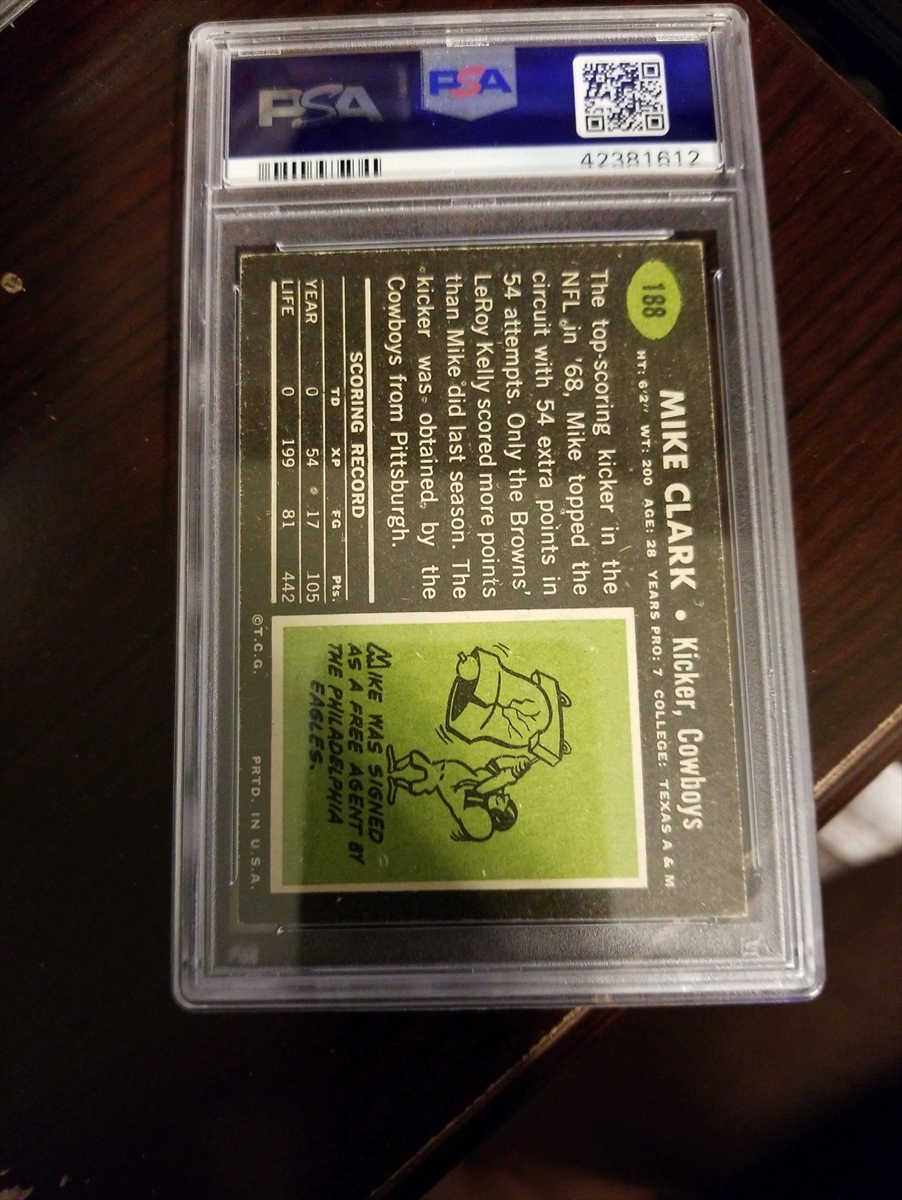 PSA
PSA
42381612
188
MIKE CLARK • Kicker, Cowboys
HT: 6'2" WT: 200 AGE: 28 YEARS PRO: 7 COLLEGE: TEXAS A & M
The top-scoring kicker in the
NFL in '68, Mike topped the
circuit with 54 extra points in
54 attempts. Only the Browns'
LeRoy Kelly scored more points
than Mike did last season. The
kicker was obtained by the
Cowboys from Pittsburgh.
SCORING RECORD
TD XP FG Pts.
YEAR 0 54 17 105
LIFE 0 199 81 442
MIKE WAS SIGNED
AS A FREE AGENT BY
THE PHILADELPHIA
EAGLES.
©T.C.G. PRTD. IN U.S.A.